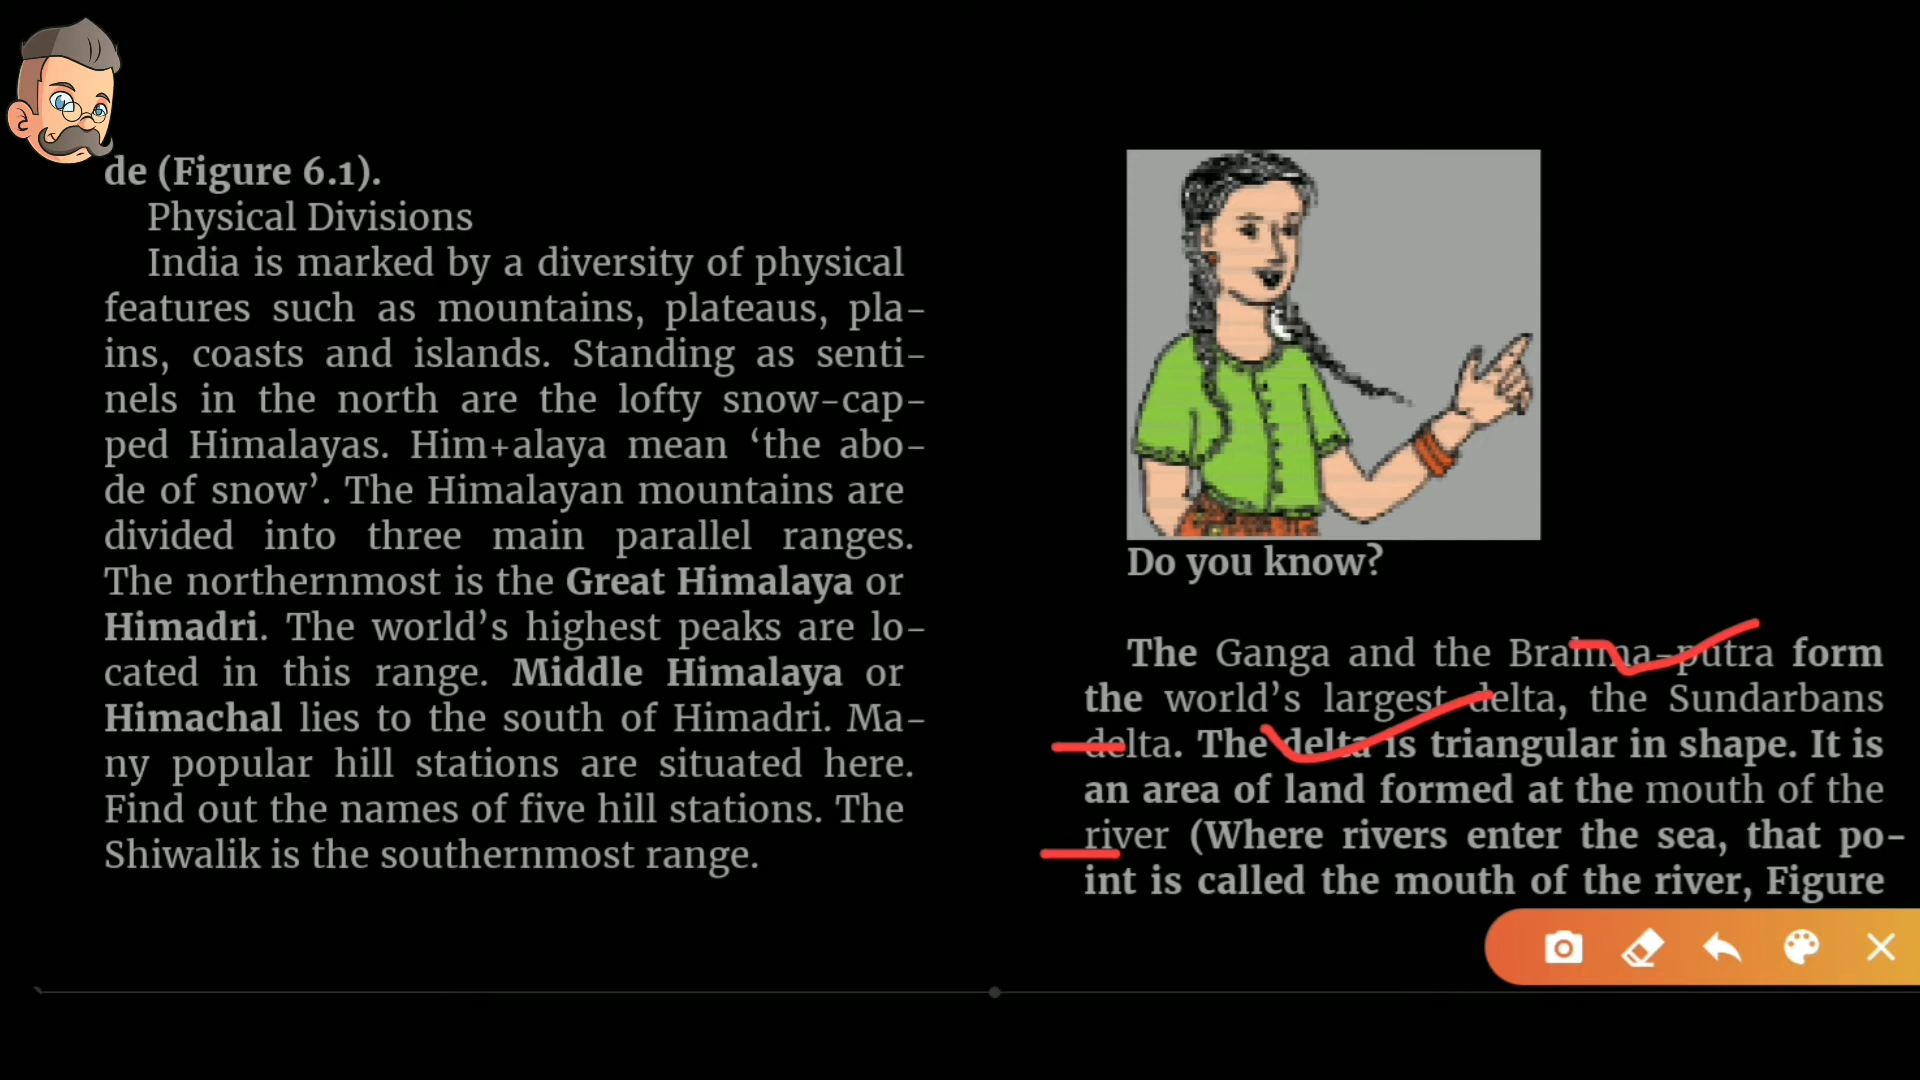 de (Figure 6.1).
Physical Divisions
India is marked by a diversity of physical
features such as mountains, plateaus, pla-
ins, coasts and islands. Standing as senti-
nels in the north are the lofty snow-cap-
ped Himalayas. Him+alaya mean ‘the abo-
de of snow’. The Himalayan mountains are
divided into three main parallel ranges.
The northernmost is the Great Himalaya or
Himadri. The world’s highest peaks are lo-
cated in this range. Middle Himalaya or
Himachal lies to the south of Himadri. Ma-
ny popular hill stations are situated here.
Find out the names of five hill stations. The
Shiwalik is the southernmost range.
Do you know?
The Ganga and the Brahma-putra form
the world’s largest delta, the Sundarbans
delta. The delta is triangular in shape. It is
an area of land formed at the mouth of the
river (Where rivers enter the sea, that po-
int is called the mouth of the river, Figure